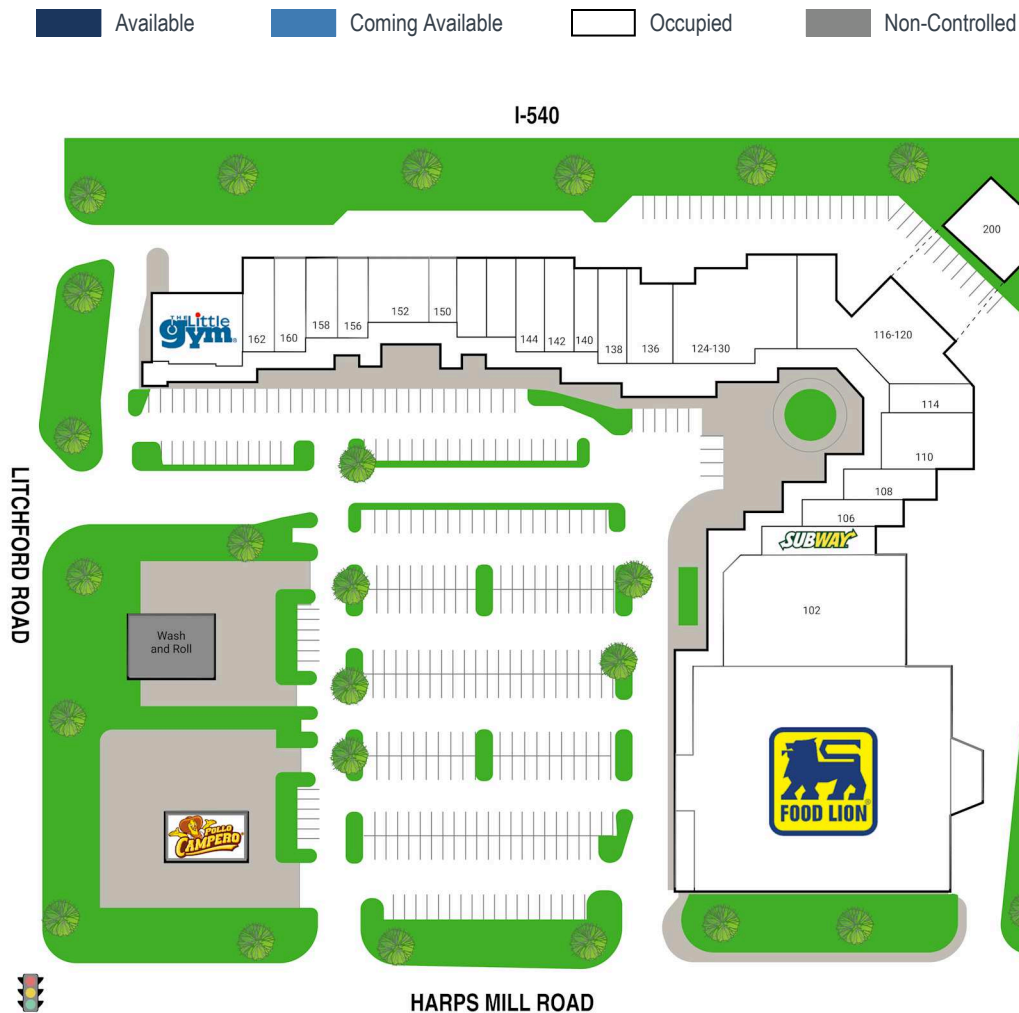 Available
Coming Available
Occupied
Non-Controlled
I-540
200
THE Little gym
162
160
158
156
152
150
144
142
140
138
136
124-130
116-120
114
110
108
106
SUBWAY
102
LITCHFORD ROAD
Wash
and Roll
FOOD LION
POLLO
CAMPERO
HARPS MILL ROAD